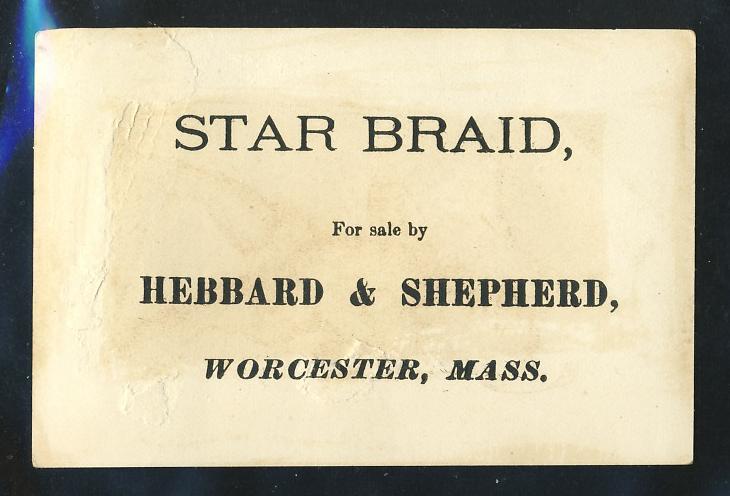 STAR BRAID,
For sale by
HEBBARD & SHEPHERD,
WORCESTER, MASS.